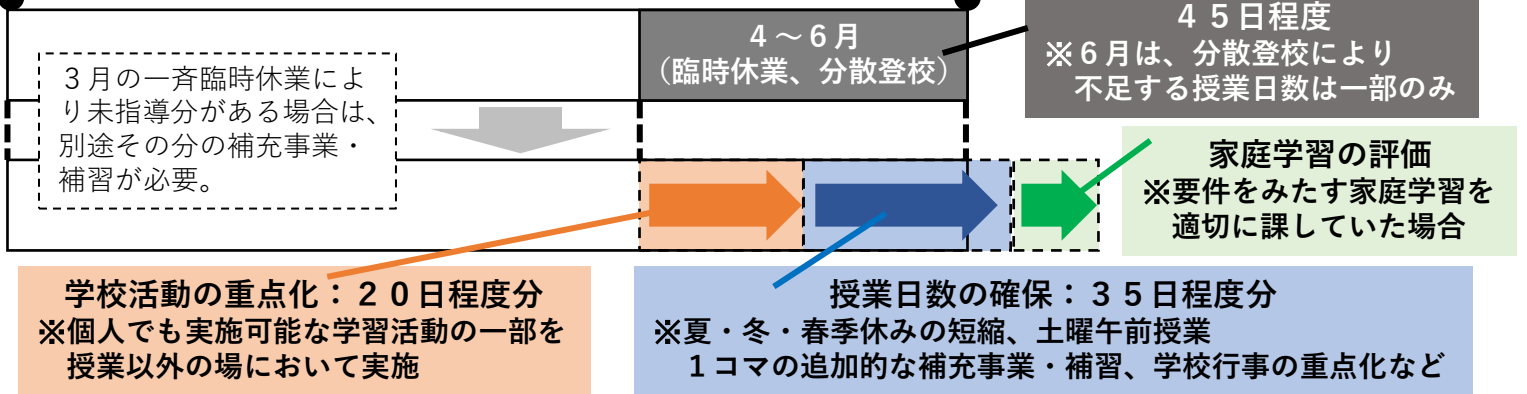 ３月の一斉臨時休業によ
り未指導分がある場合は、
別途その分の補充事業・
補習が必要。
４～６月
（臨時休業、分散登校）
４５日程度
※６月は、分散登校により
不足する授業日数は一部のみ
家庭学習の評価
※要件をみたす家庭学習を
適切に課していた場合
学校活動の重点化：２０日程度分
※個人でも実施可能な学習活動の一部を
授業以外の場において実施
授業日数の確保：３５日程度分
※夏・冬・春季休みの短縮、土曜午前授業
１コマの追加的な補充事業・補習、学校行事の重点化など